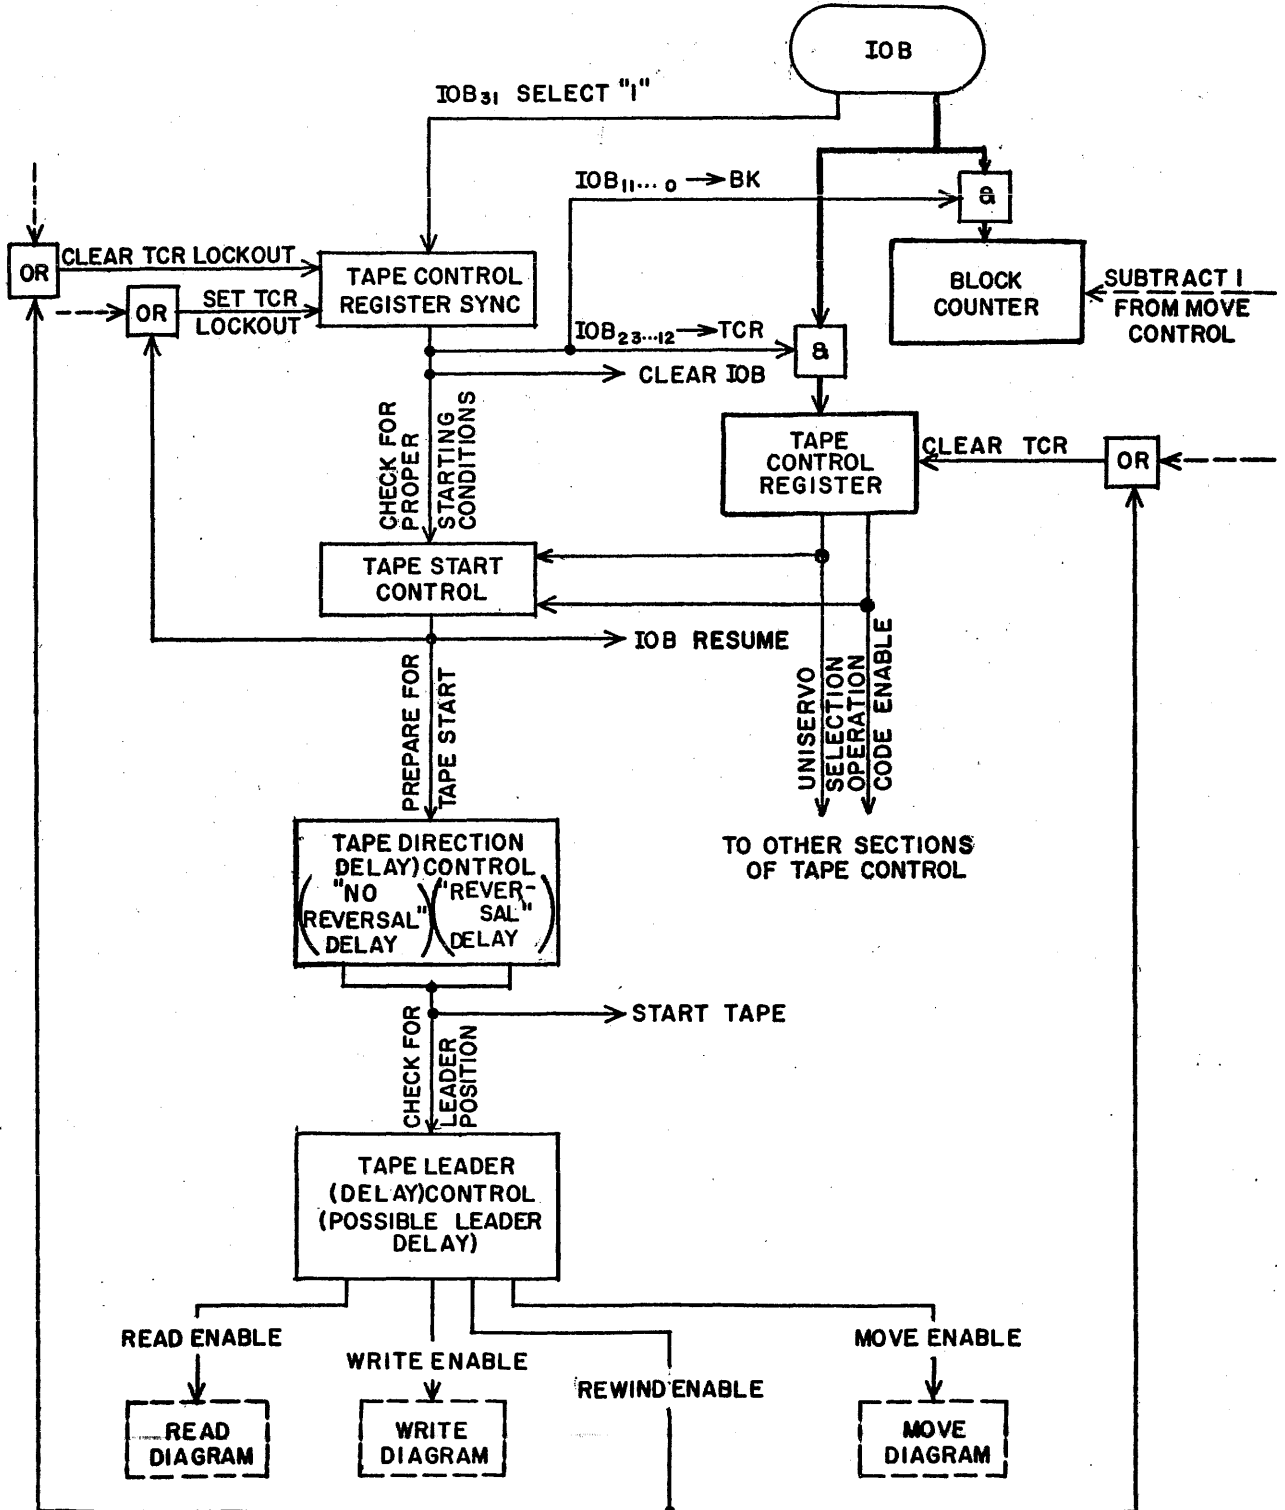 IOB
IOB31 SELECT "1"
IOB11...0 → BK
&
OR
CLEAR TCR LOCKOUT
TAPE CONTROL
REGISTER SYNC
OR
SET TCR
LOCKOUT
BLOCK
COUNTER
SUBTRACT 1
FROM MOVE
CONTROL
IOB23...12 → TCR
&
CLEAR IOB
CHECK FOR
PROPER
STARTING
CONDITIONS
TAPE
CONTROL
REGISTER
CLEAR TCR
OR
TAPE START
CONTROL
IOB RESUME
PREPARE FOR
TAPE START
UNISERVO
SELECTION
OPERATION
CODE ENABLE
TO OTHER SECTIONS
OF TAPE CONTROL
TAPE DIRECTION
DELAY)CONTROL
("NO
REVERSAL"
DELAY)
("REVER-
SAL"
DELAY)
START TAPE
CHECK FOR
LEADER
POSITION
TAPE LEADER
(DELAY)CONTROL
(POSSIBLE LEADER
DELAY)
READ ENABLE
WRITE ENABLE
REWIND ENABLE
MOVE ENABLE
READ
DIAGRAM
WRITE
DIAGRAM
MOVE
DIAGRAM